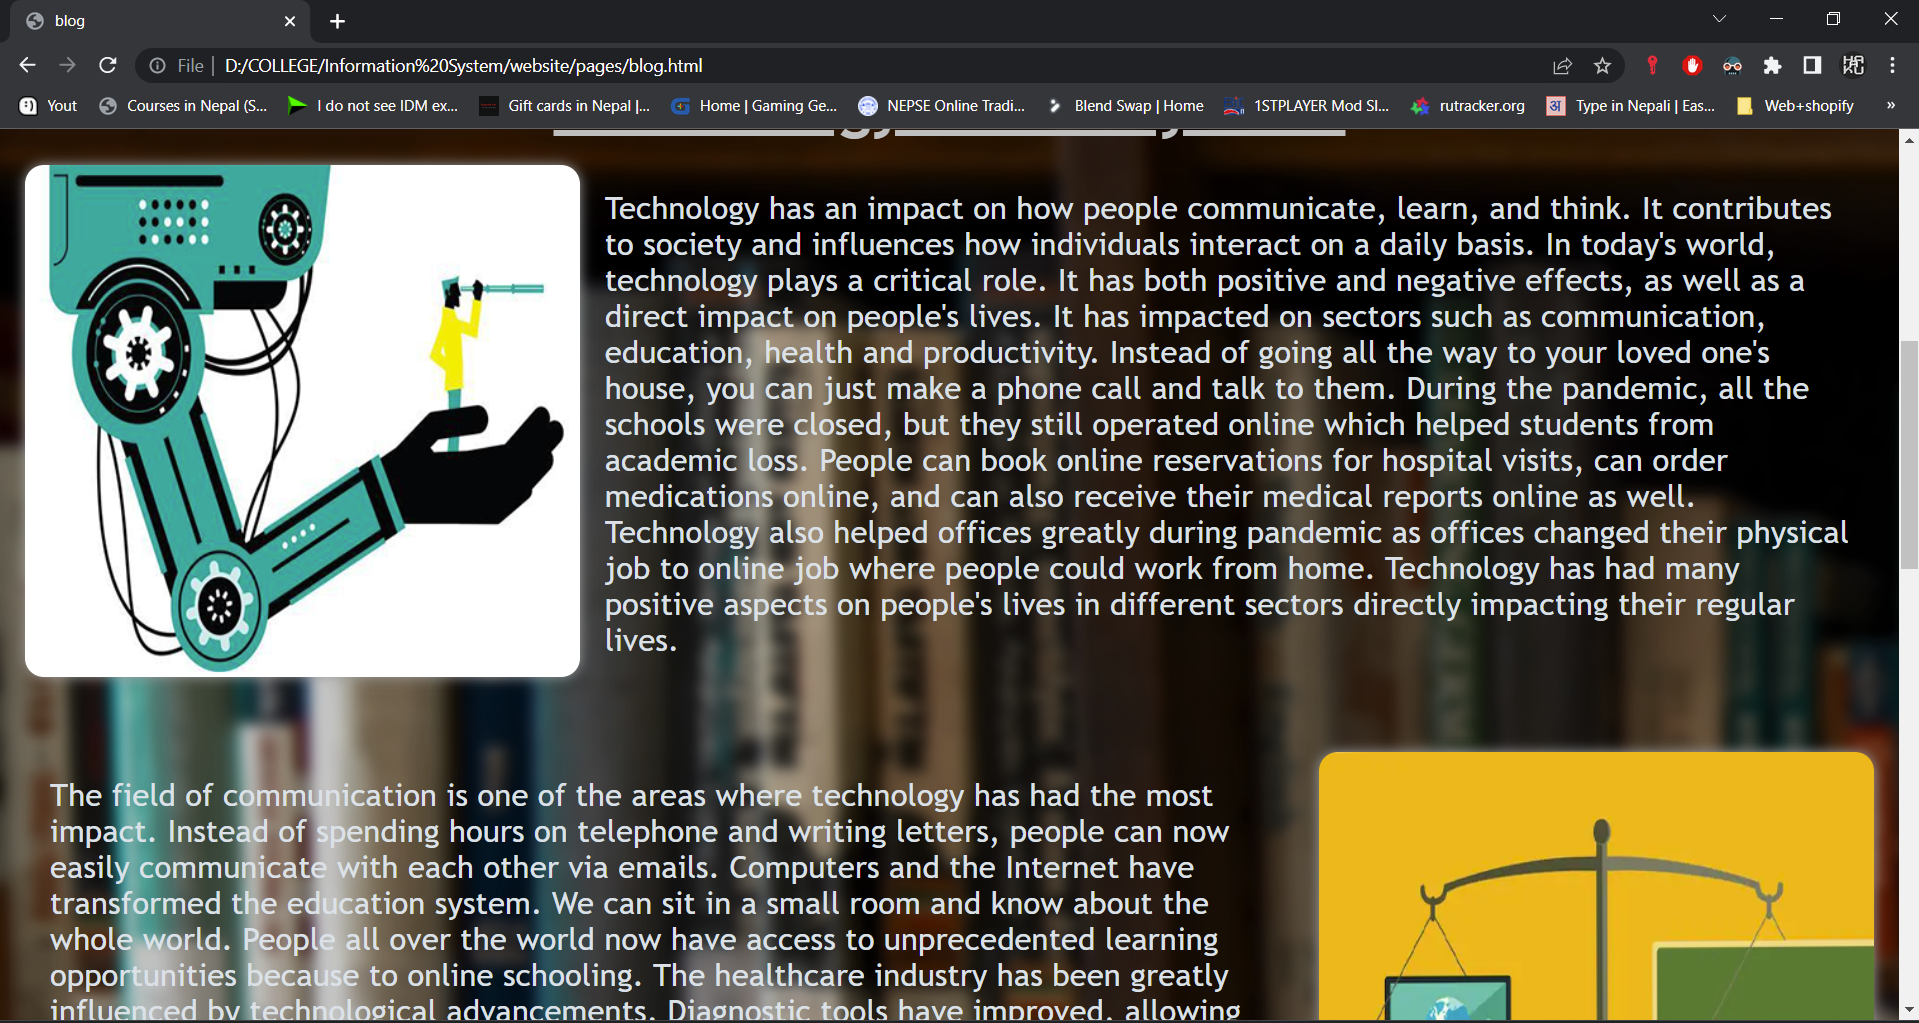 blog
File
D:/COLLEGE/Information%20System/website/pages/blog.html
Yout
Courses in Nepal (S...
I do not see IDM ex...
Gift cards in Nepal |...
Home | Gaming Ge...
NEPSE Online Tradi...
Blend Swap | Home
1STPLAYER Mod SI...
rutracker.org
Type in Nepali | Eas...
Web+shopify
»
Technology has an impact on how people communicate, learn, and think. It contributes
to society and influences how individuals interact on a daily basis. In today's world,
technology plays a critical role. It has both positive and negative effects, as well as a
direct impact on people's lives. It has impacted on sectors such as communication,
education, health and productivity. Instead of going all the way to your loved one's
house, you can just make a phone call and talk to them. During the pandemic, all the
schools were closed, but they still operated online which helped students from
academic loss. People can book online reservations for hospital visits, can order
medications online, and can also receive their medical reports online as well.
Technology also helped offices greatly during pandemic as offices changed their physical
job to online job where people could work from home. Technology has had many
positive aspects on people's lives in different sectors directly impacting their regular
lives.
The field of communication is one of the areas where technology has had the most
impact. Instead of spending hours on telephone and writing letters, people can now
easily communicate with each other via emails. Computers and the Internet have
transformed the education system. We can sit in a small room and know about the
whole world. People all over the world now have access to unprecedented learning
opportunities because to online schooling. The healthcare industry has been greatly
influenced by technological advancements. Diagnostic tools have improved, allowing